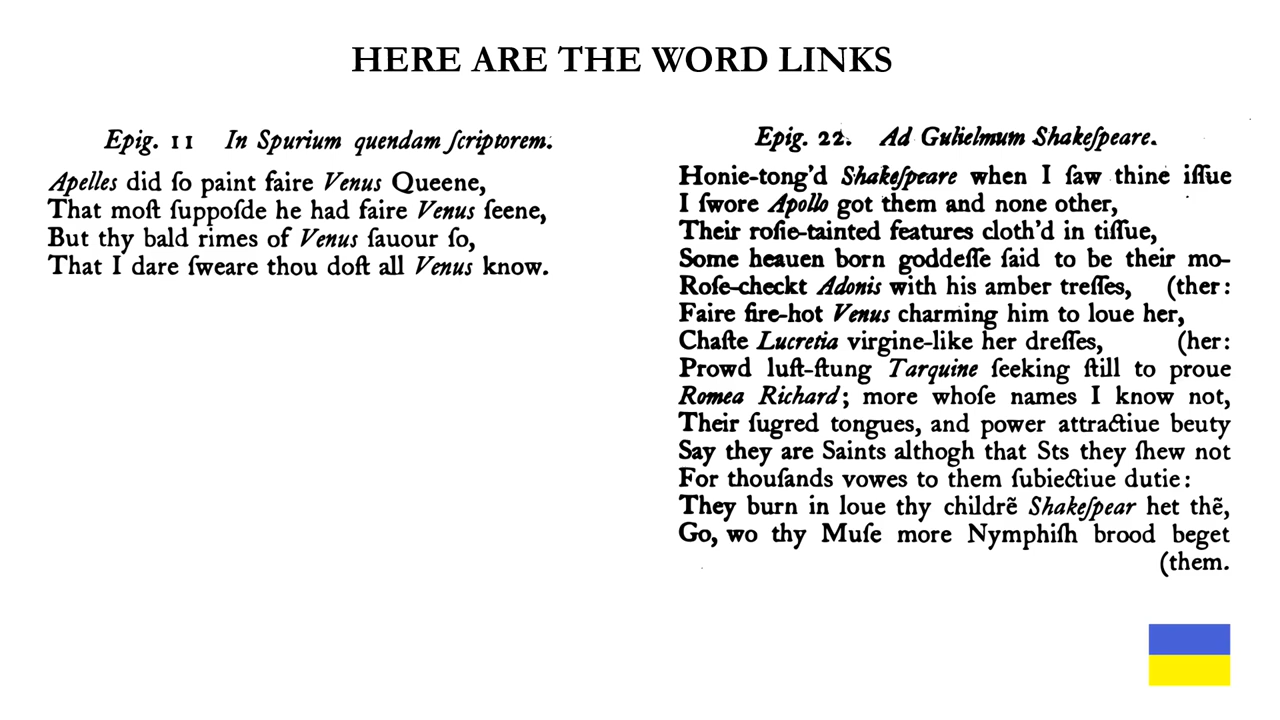 HERE ARE THE WORD LINKS
Epig. 11 In Spurium quendam ſcriptorem.
Apelles did ſo paint faire Venus Queene,
That moſt ſuppoſde he had faire Venus ſeene,
But thy bald rimes of Venus ſauour ſo,
That I dare ſweare thou doſt all Venus know.
Epig. 22. Ad Gulielmum Shakeſpeare.
Honie-tong'd Shakeſpeare when I ſaw thine iſſue
I ſwore Apollo got them and none other,
Their roſie-tainted features cloth'd in tiſſue,
Some heauen born goddeſſe ſaid to be their mo-
Roſe-checkt Adonis with his amber treſſes, (ther:
Faire fire-hot Venus charming him to loue her,
Chaſte Lucretia virgine-like her dreſſes, (her:
Prowd luſt-ſtung Tarquine ſeeking ſtill to proue
Romea Richard; more whoſe names I know not,
Their ſugred tongues, and power attractiue beuty
Say they are Saints althogh that Sts they ſhew not
For thouſands vowes to them ſubiectiue dutie:
They burn in loue thy childrẽ Shakeſpear het thẽ,
Go, wo thy Muſe more Nymphiſh brood beget
(them.